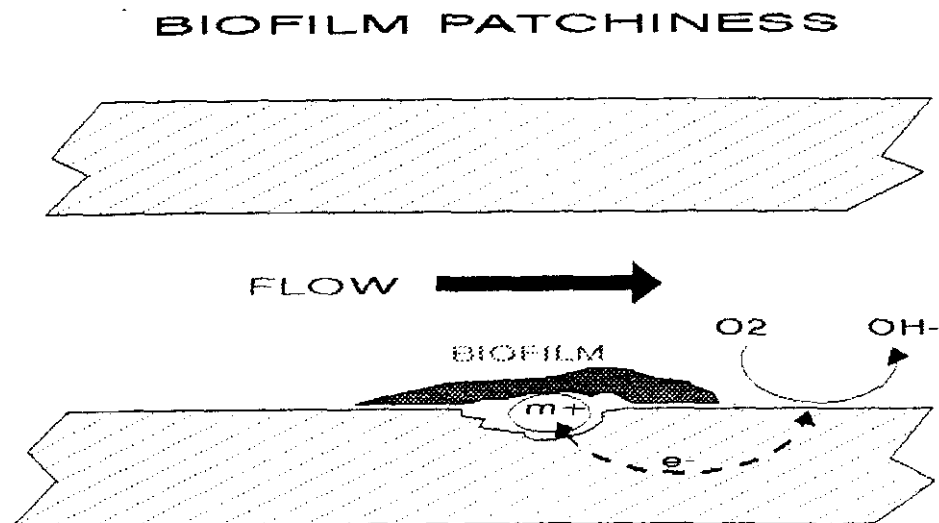 BIOFILM PATCHINESS
FLOW
O2
OH-
BIOFILM
m+
e-